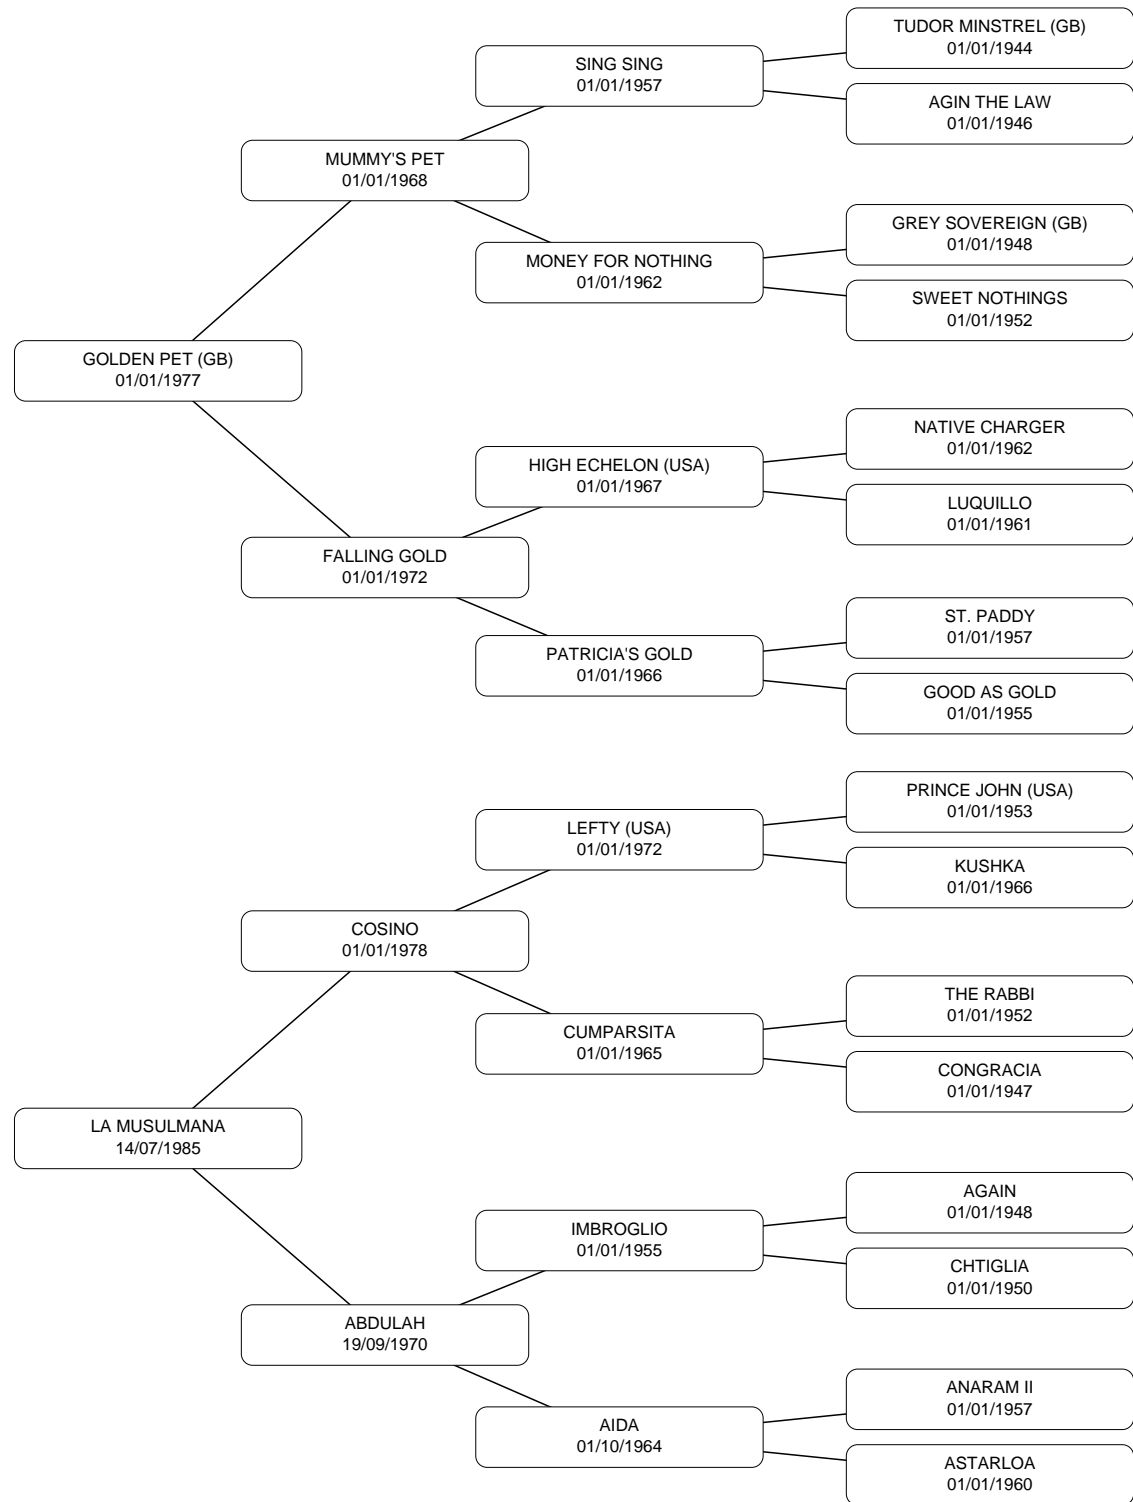 TUDOR MINSTREL (GB)
01/01/1944
SING SING
01/01/1957
AGIN THE LAW
01/01/1946
MUMMY'S PET
01/01/1968
GREY SOVEREIGN (GB)
01/01/1948
MONEY FOR NOTHING
01/01/1962
SWEET NOTHINGS
01/01/1952
GOLDEN PET (GB)
01/01/1977
NATIVE CHARGER
01/01/1962
HIGH ECHELON (USA)
01/01/1967
LUQUILLO
01/01/1961
FALLING GOLD
01/01/1972
ST. PADDY
01/01/1957
PATRICIA'S GOLD
01/01/1966
GOOD AS GOLD
01/01/1955
PRINCE JOHN (USA)
01/01/1953
LEFTY (USA)
01/01/1972
KUSHKA
01/01/1966
COSINO
01/01/1978
THE RABBI
01/01/1952
CUMPARSITA
01/01/1965
CONGRACIA
01/01/1947
LA MUSULMANA
14/07/1985
AGAIN
01/01/1948
IMBROGLIO
01/01/1955
CHTIGLIA
01/01/1950
ABDULAH
19/09/1970
ANARAM II
01/01/1957
AIDA
01/10/1964
ASTARLOA
01/01/1960